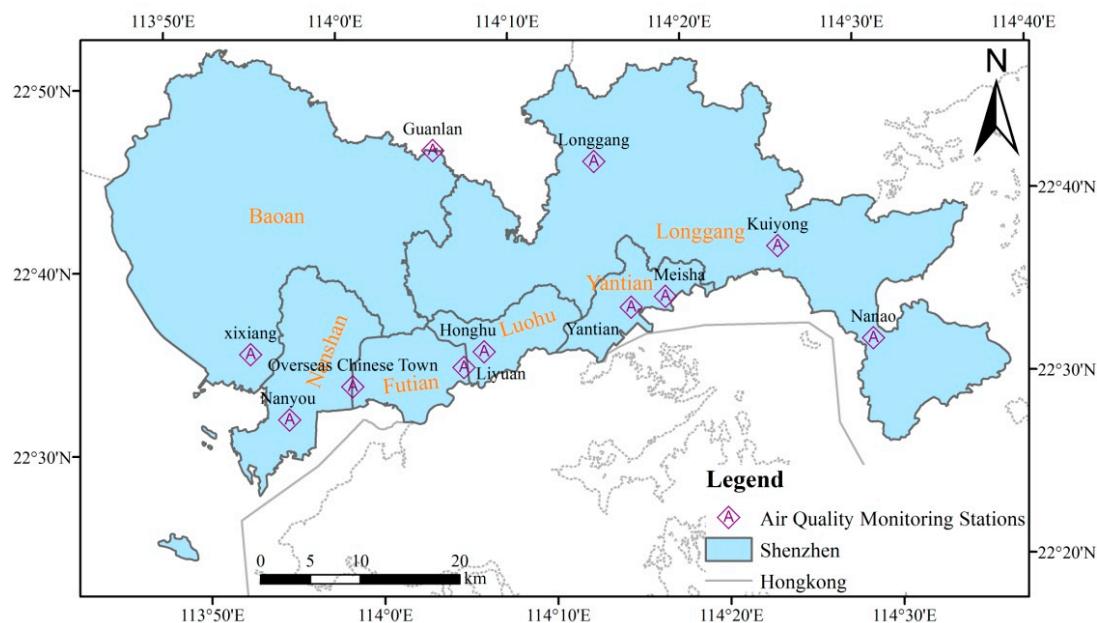 113°50'E 114°0'E 114°10'E 114°20'E 114°30'E 114°40'E
N
22°50'N
Guanlan
Longgang
22°40'N
Baoan
Longgang
Kuiyong
22°40'N
Yantian
Meisha
Nanao
xixiang
Nanshan
Honghu
Luohu
Yantian
Overseas Chinese Town
Futian
Liyuan
22°30'N
Nanyou
22°30'N
Legend
A Air Quality Monitoring Stations
Shenzhen
Hongkong
22°20'N
0 5 10 20
km
113°50'E 114°0'E 114°10'E 114°20'E 114°30'E
A
A
A
A
A
A
A
A
A
A
A